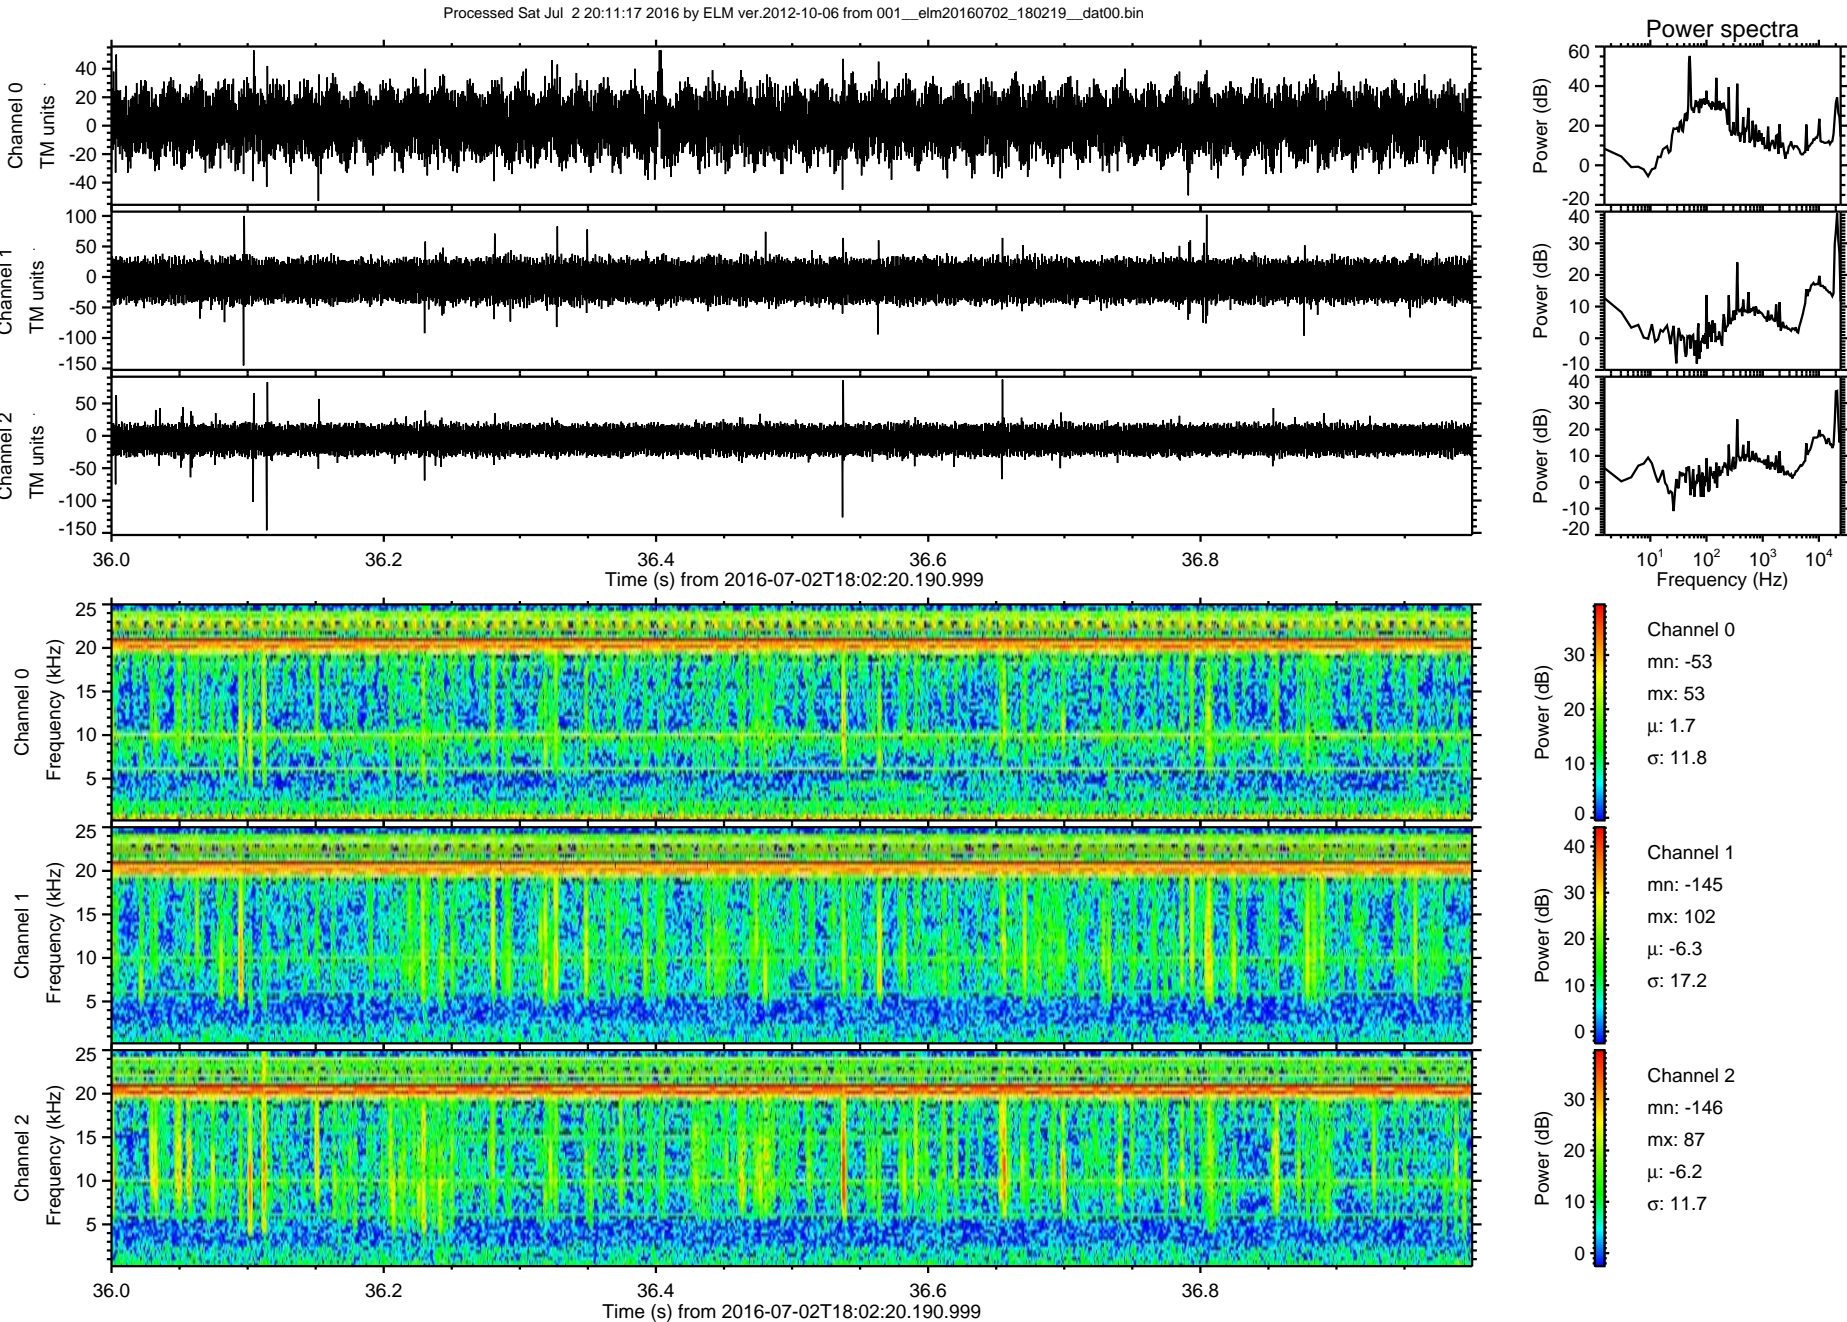 Processed Sat Jul 2 20:11:17 2016 by ELM ver.2012-10-06 from 001__elm20160702_180219__dat00.bin
Power spectra
Channel 0
TM units
40
20
0
-20
-40
Power (dB)
60
40
20
0
-20
Channel 1
TM units
100
50
0
-50
-100
-150
Power (dB)
40
30
20
10
0
-10
Channel 2
TM units
50
0
-50
-100
-150
Power (dB)
40
30
20
10
0
-10
-20
36.0 36.2 36.4 36.6 36.8
Time (s) from 2016-07-02T18:02:20.190.999
10¹ 10² 10³ 10⁴
Frequency (Hz)
Channel 0
Frequency (kHz)
25
20
15
10
5
Power (dB)
30
20
10
0
Channel 0
mn: -53
mx: 53
μ: 1.7
σ: 11.8
Channel 1
Frequency (kHz)
25
20
15
10
5
Power (dB)
40
30
20
10
0
Channel 1
mn: -145
mx: 102
μ: -6.3
σ: 17.2
Channel 2
Frequency (kHz)
25
20
15
10
5
Power (dB)
30
20
10
0
Channel 2
mn: -146
mx: 87
μ: -6.2
σ: 11.7
36.0 36.2 36.4 36.6 36.8
Time (s) from 2016-07-02T18:02:20.190.999